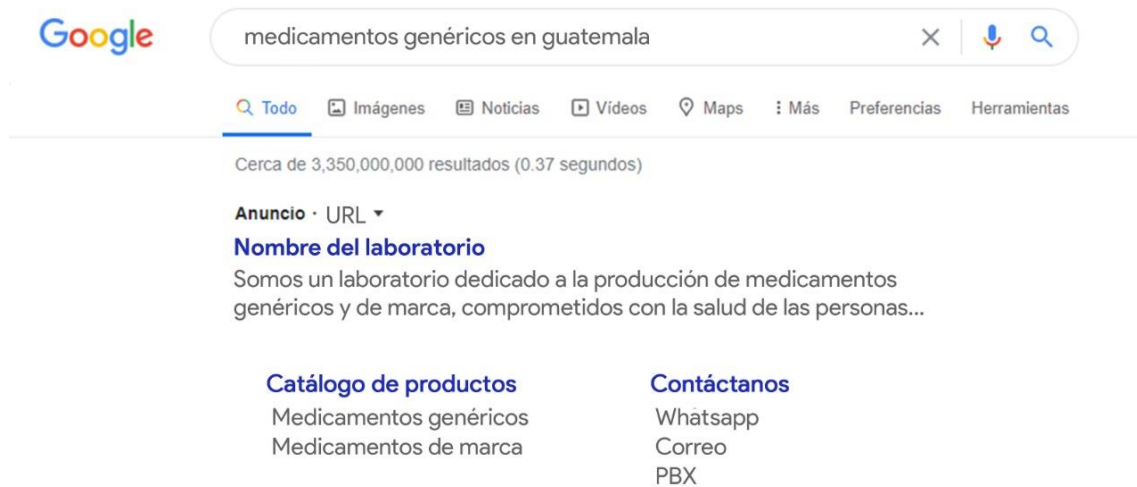 Google
medicamentos genéricos en guatemala
Todo Imágenes Noticias Vídeos Maps Más Preferencias Herramientas
Cerca de 3,350,000,000 resultados (0.37 segundos)
Anuncio · URL
Nombre del laboratorio
Somos un laboratorio dedicado a la producción de medicamentos
genéricos y de marca, comprometidos con la salud de las personas...
Catálogo de productos
Medicamentos genéricos
Medicamentos de marca
Contáctanos
Whatsapp
Correo
PBX